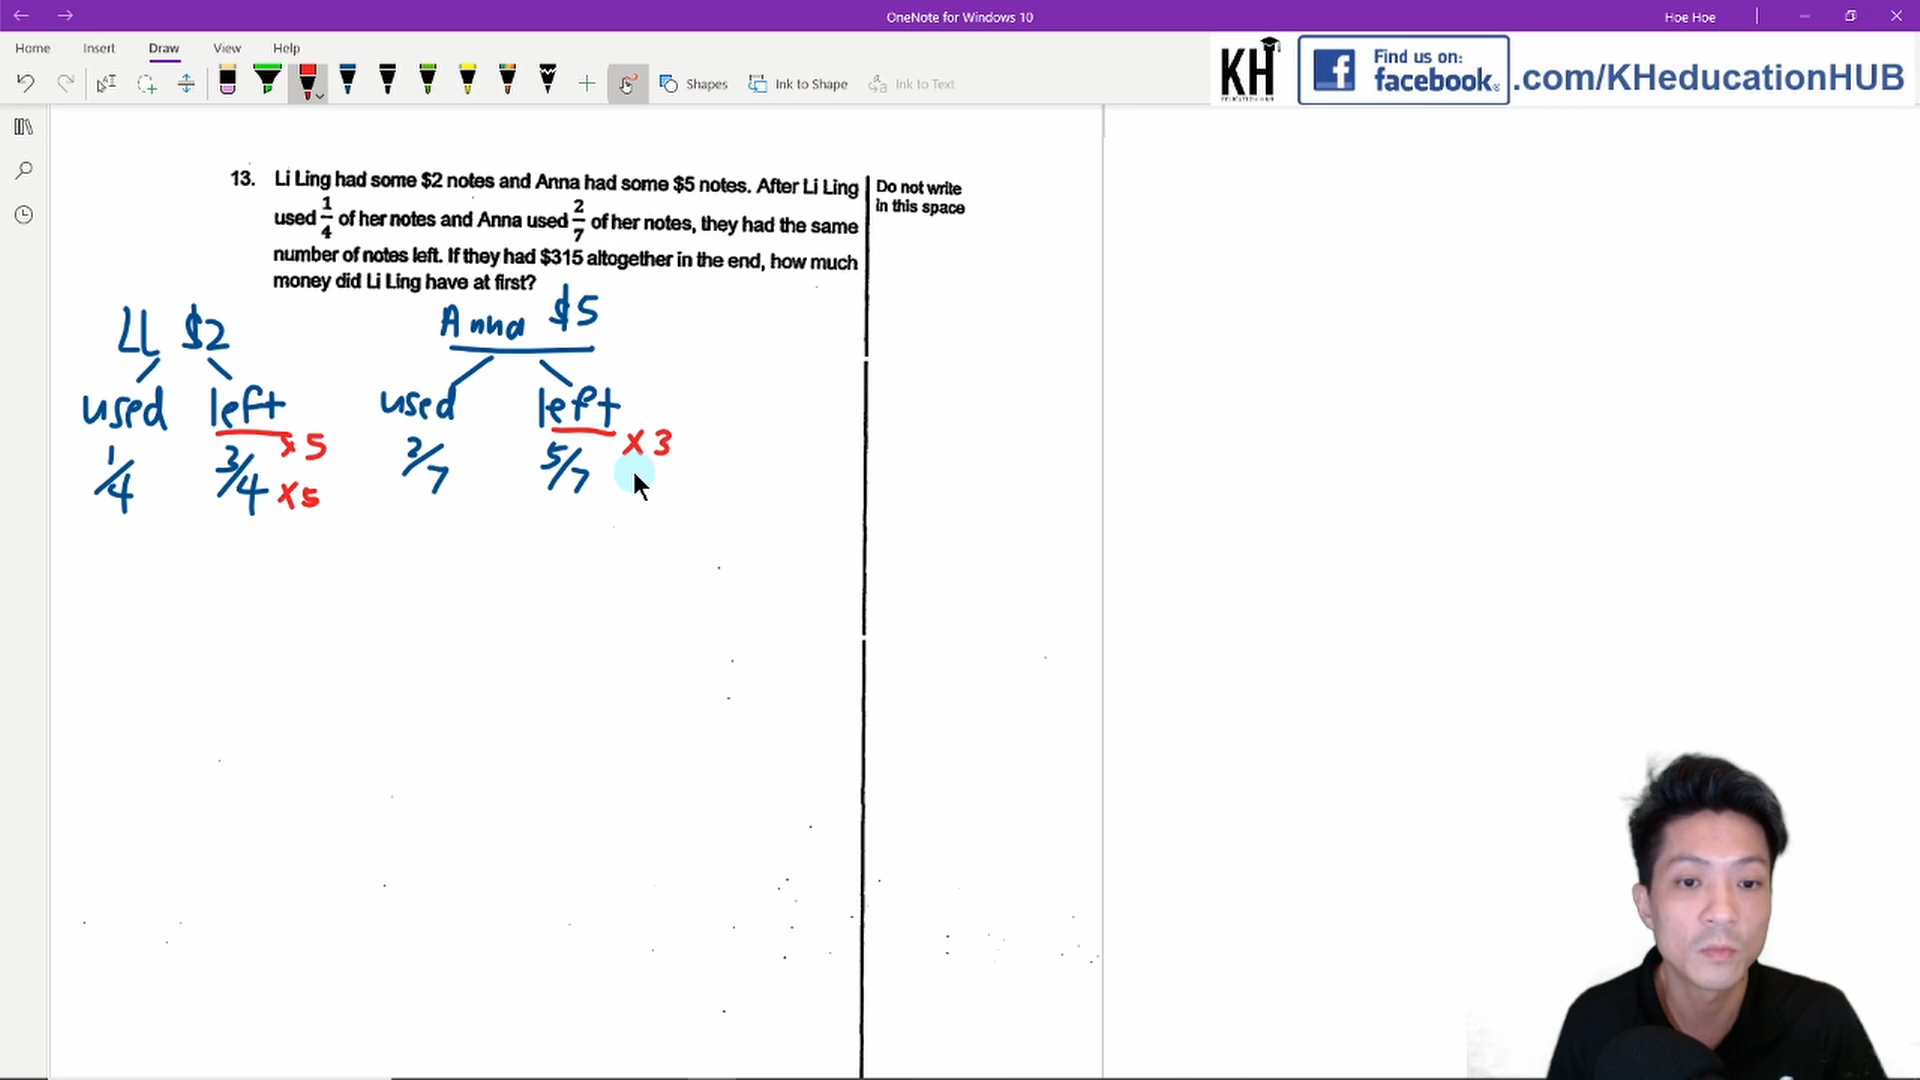 OneNote for Windows 10
Hoe Hoe
Home Insert Draw View Help
Shapes Ink to Shape Ink to Text
KH
Find us on:
facebook .com/KHeducationHUB
13. Li Ling had some $2 notes and Anna had some $5 notes. After Li Ling
used 1/4 of her notes and Anna used 2/7 of her notes, they had the same
number of notes left. If they had $315 altogether in the end, how much
money did Li Ling have at first?
Do not write
in this space
LL $2
Anna $5
used left used left
1/4 3/4 x5 x5 2/7 5/7 x3